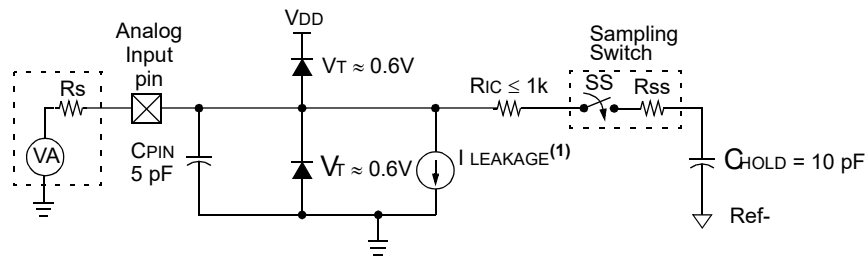 VDD
Analog
Input
pin
Sampling
Switch
VT ≈ 0.6V
Rs
RIC ≤ 1k
SS
Rss
VA
CPIN
5 pF
VT ≈ 0.6V
I LEAKAGE(1)
CHOLD = 10 pF
Ref-